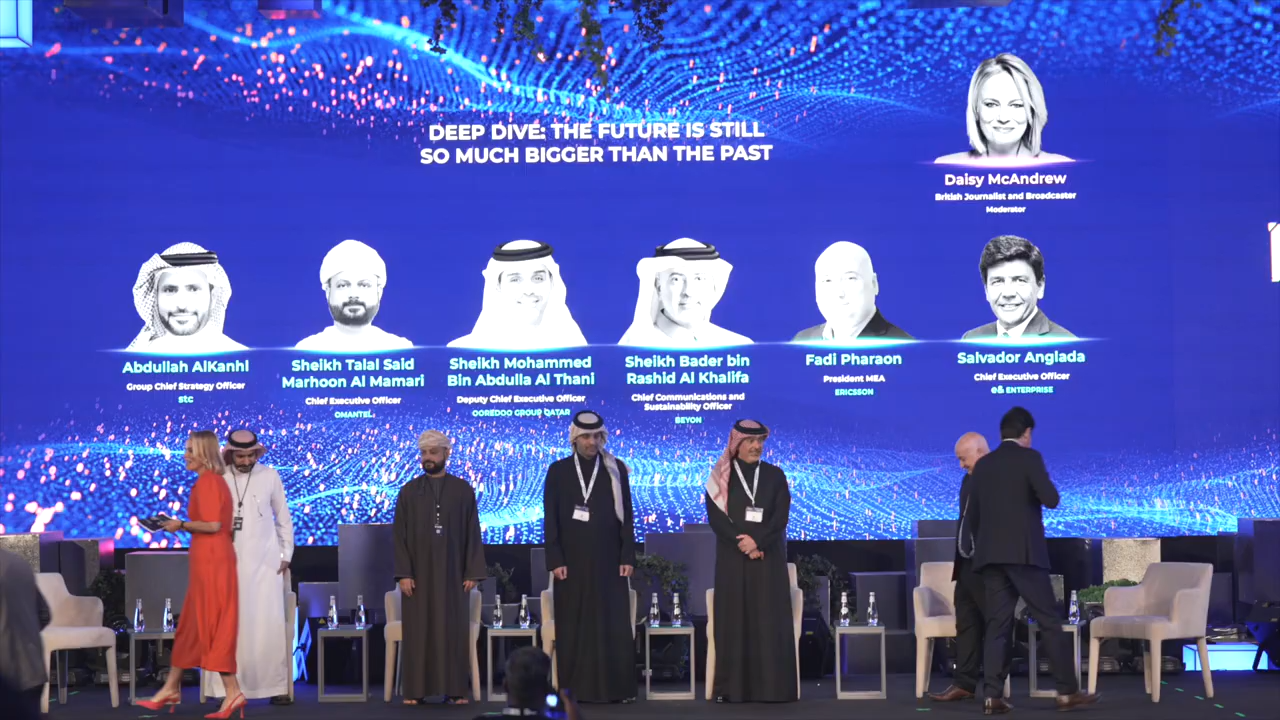 DEEP DIVE: THE FUTURE IS STILL
SO MUCH BIGGER THAN THE PAST
Daisy McAndrew
British Journalist and Broadcaster
Moderator
Abdullah AlKanhl
Group Chief Strategy Officer
stc
Sheikh Talal Said
Marhoon Al Mamari
Chief Executive Officer
OMANTEL
Sheikh Mohammed
Bin Abdulla Al Thani
Deputy Chief Executive Officer
OOREDOO GROUP QATAR
Sheikh Bader bin
Rashid Al Khalifa
Chief Communications and
Sustainability Officer
BEYON
Fadi Pharaon
President MEA
ERICSSON
Salvador Anglada
Chief Executive Officer
e& ENTERPRISE